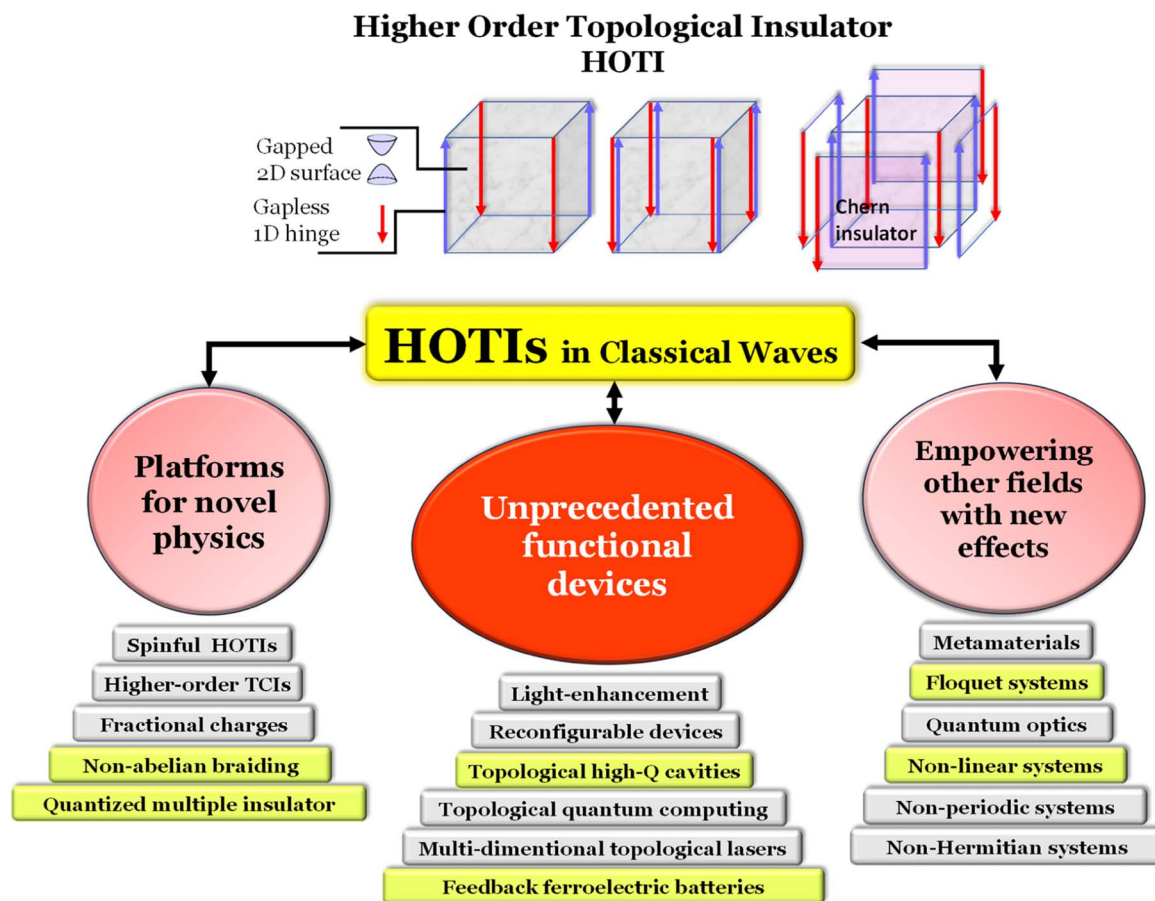 Higher Order Topological Insulator
HOTI
Gapped
2D surface
Gapless
1D hinge
Chern
insulator
HOTIs in Classical Waves
Platforms
for novel
physics
Unprecedented
functional
devices
Empowering
other fields
with new
effects
Spinful HOTIs
Higher-order TCIs
Fractional charges
Non-abelian braiding
Quantized multiple insulator
Light-enhancement
Reconfigurable devices
Topological high-Q cavities
Topological quantum computing
Multi-dimentional topological lasers
Feedback ferroelectric batteries
Metamaterials
Floquet systems
Quantum optics
Non-linear systems
Non-periodic systems
Non-Hermitian systems